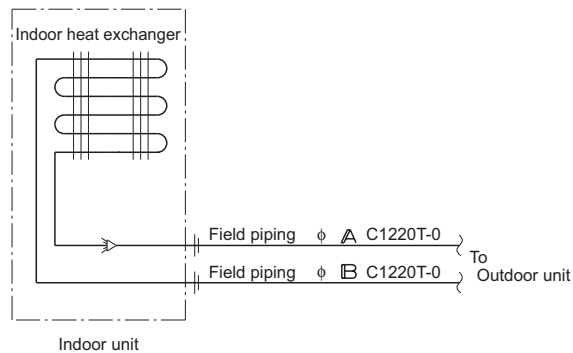 Indoor heat exchanger
Field piping φ A C1220T-0
To
Field piping φ B C1220T-0
Outdoor unit
Indoor unit